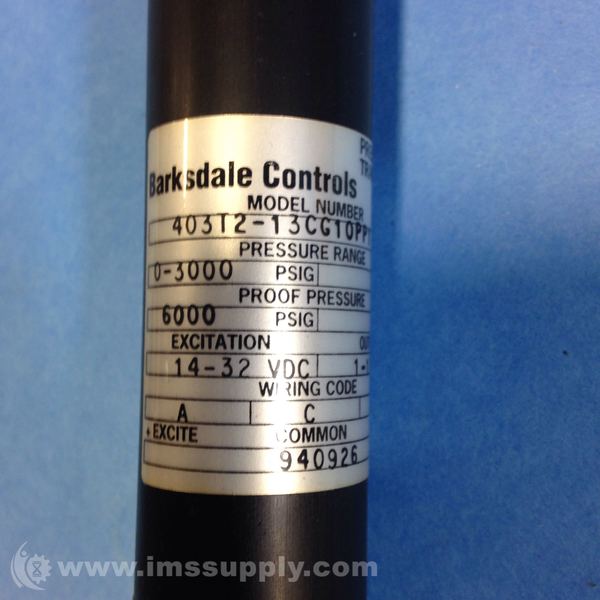 Barksdale Controls
MODEL NUMBER
403T2-13CG10PP
PRESSURE RANGE
0-3000 PSIG
PROOF PRESSURE
6000 PSIG
EXCITATION
14-32 VDC
WIRING CODE
A C
+EXCITE COMMON
940926
www.imssupply.com